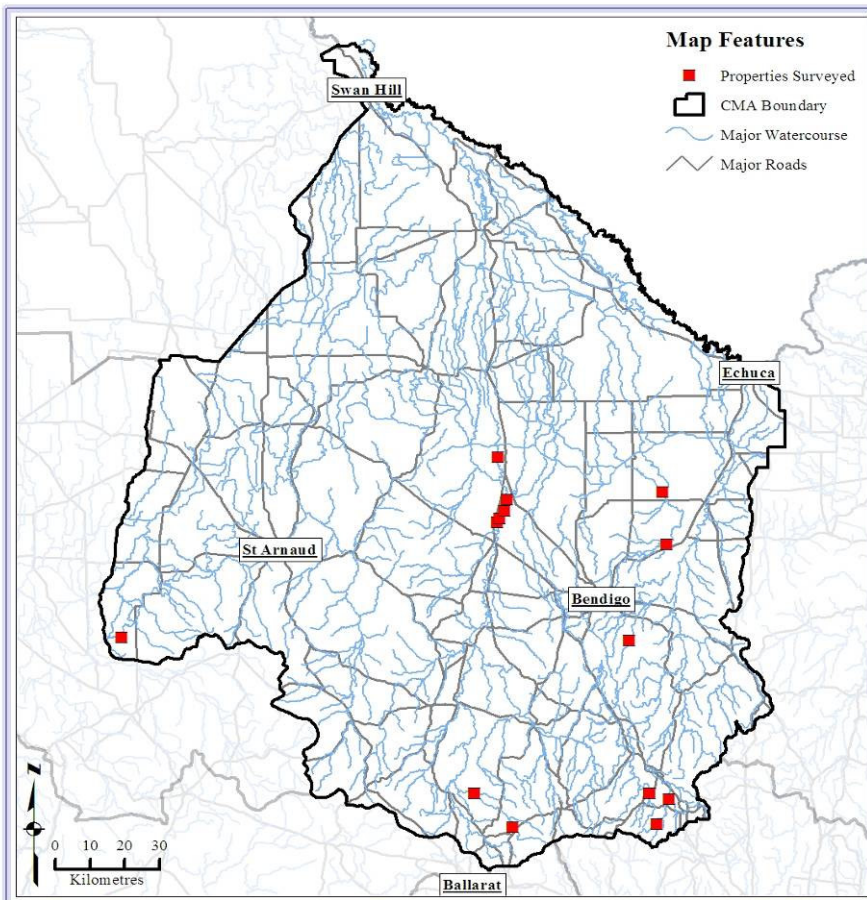 Map Features
Properties Surveyed
CMA Boundary
Major Watercourse
Major Roads
Swan Hill
Echuca
St Arnaud
Bendigo
Ballarat
N
0 10 20 30
Kilometres